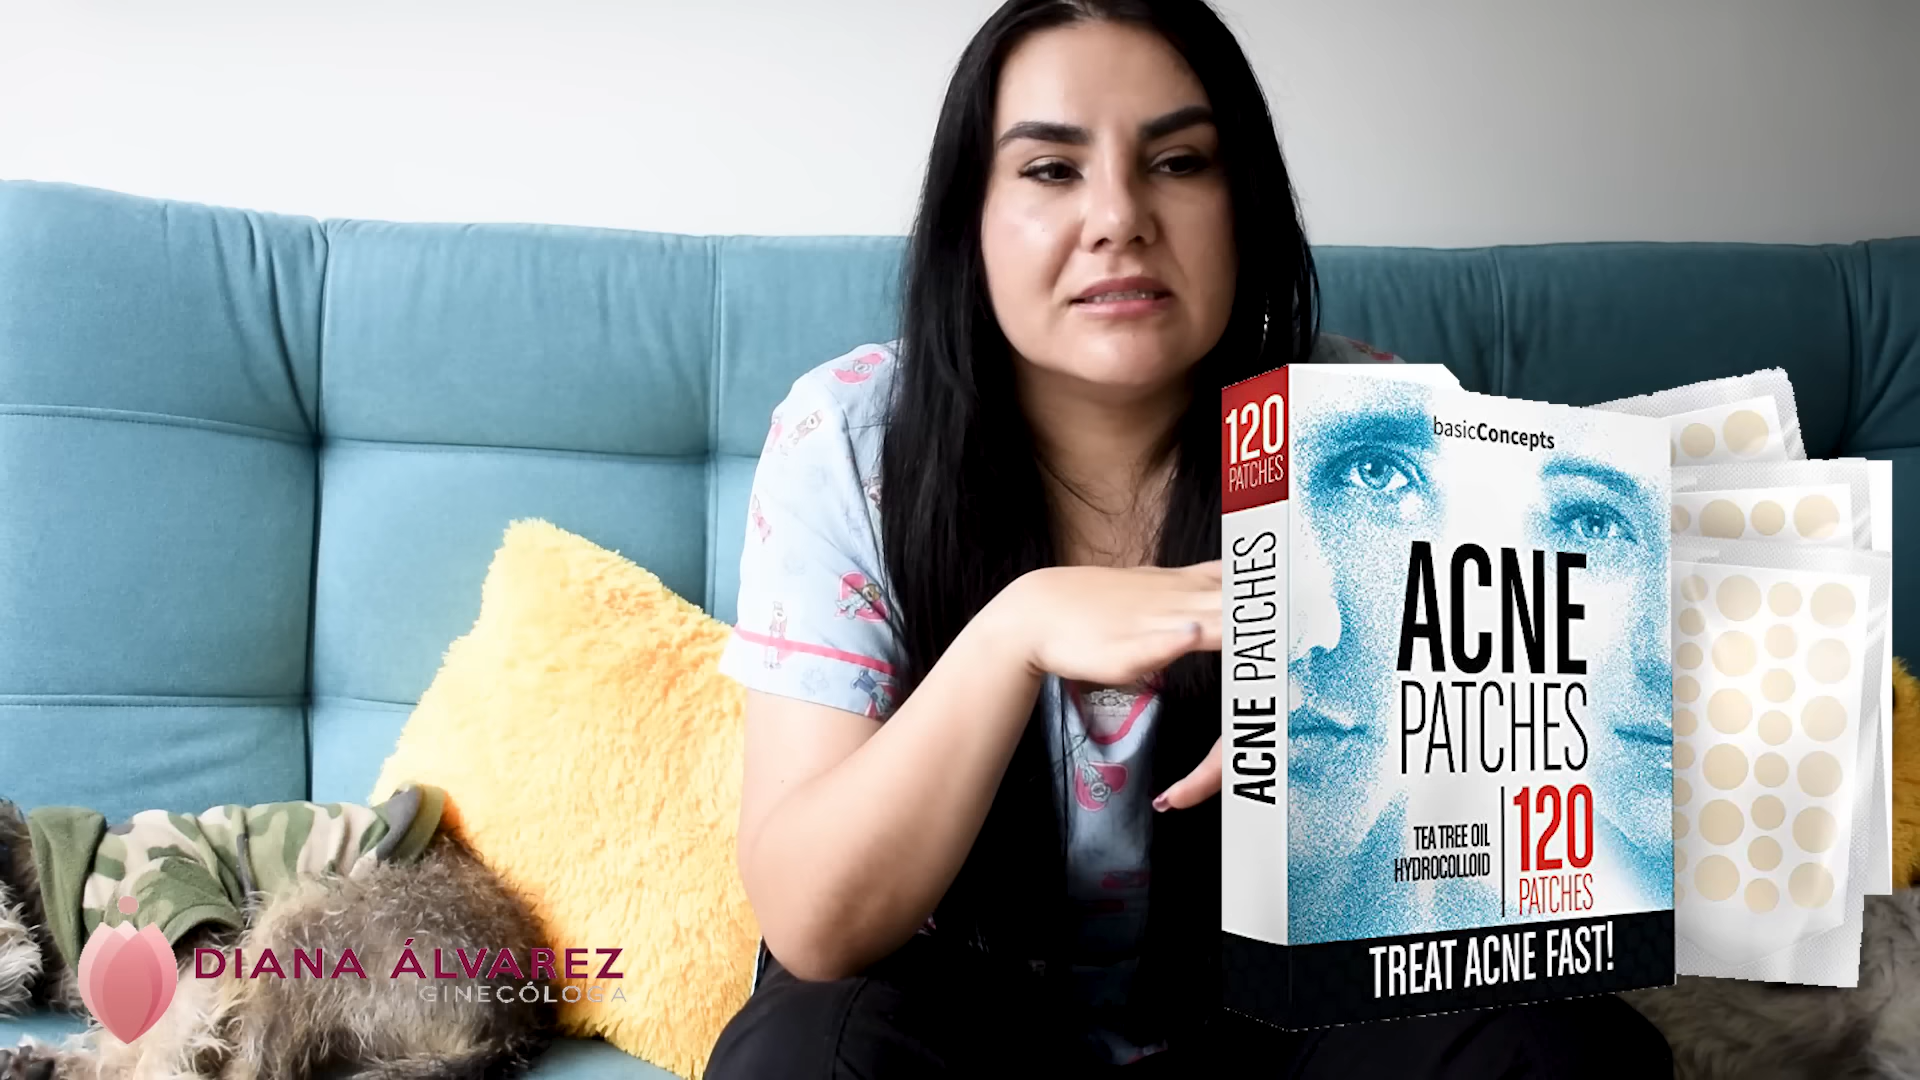 120
PATCHES
ACNE PATCHES
basicConcepts
ACNE
PATCHES
TEA TREE OIL
HYDROCOLLOID
120
PATCHES
TREAT ACNE FAST!
DIANA ÁLVAREZ
GINECÓLOGA